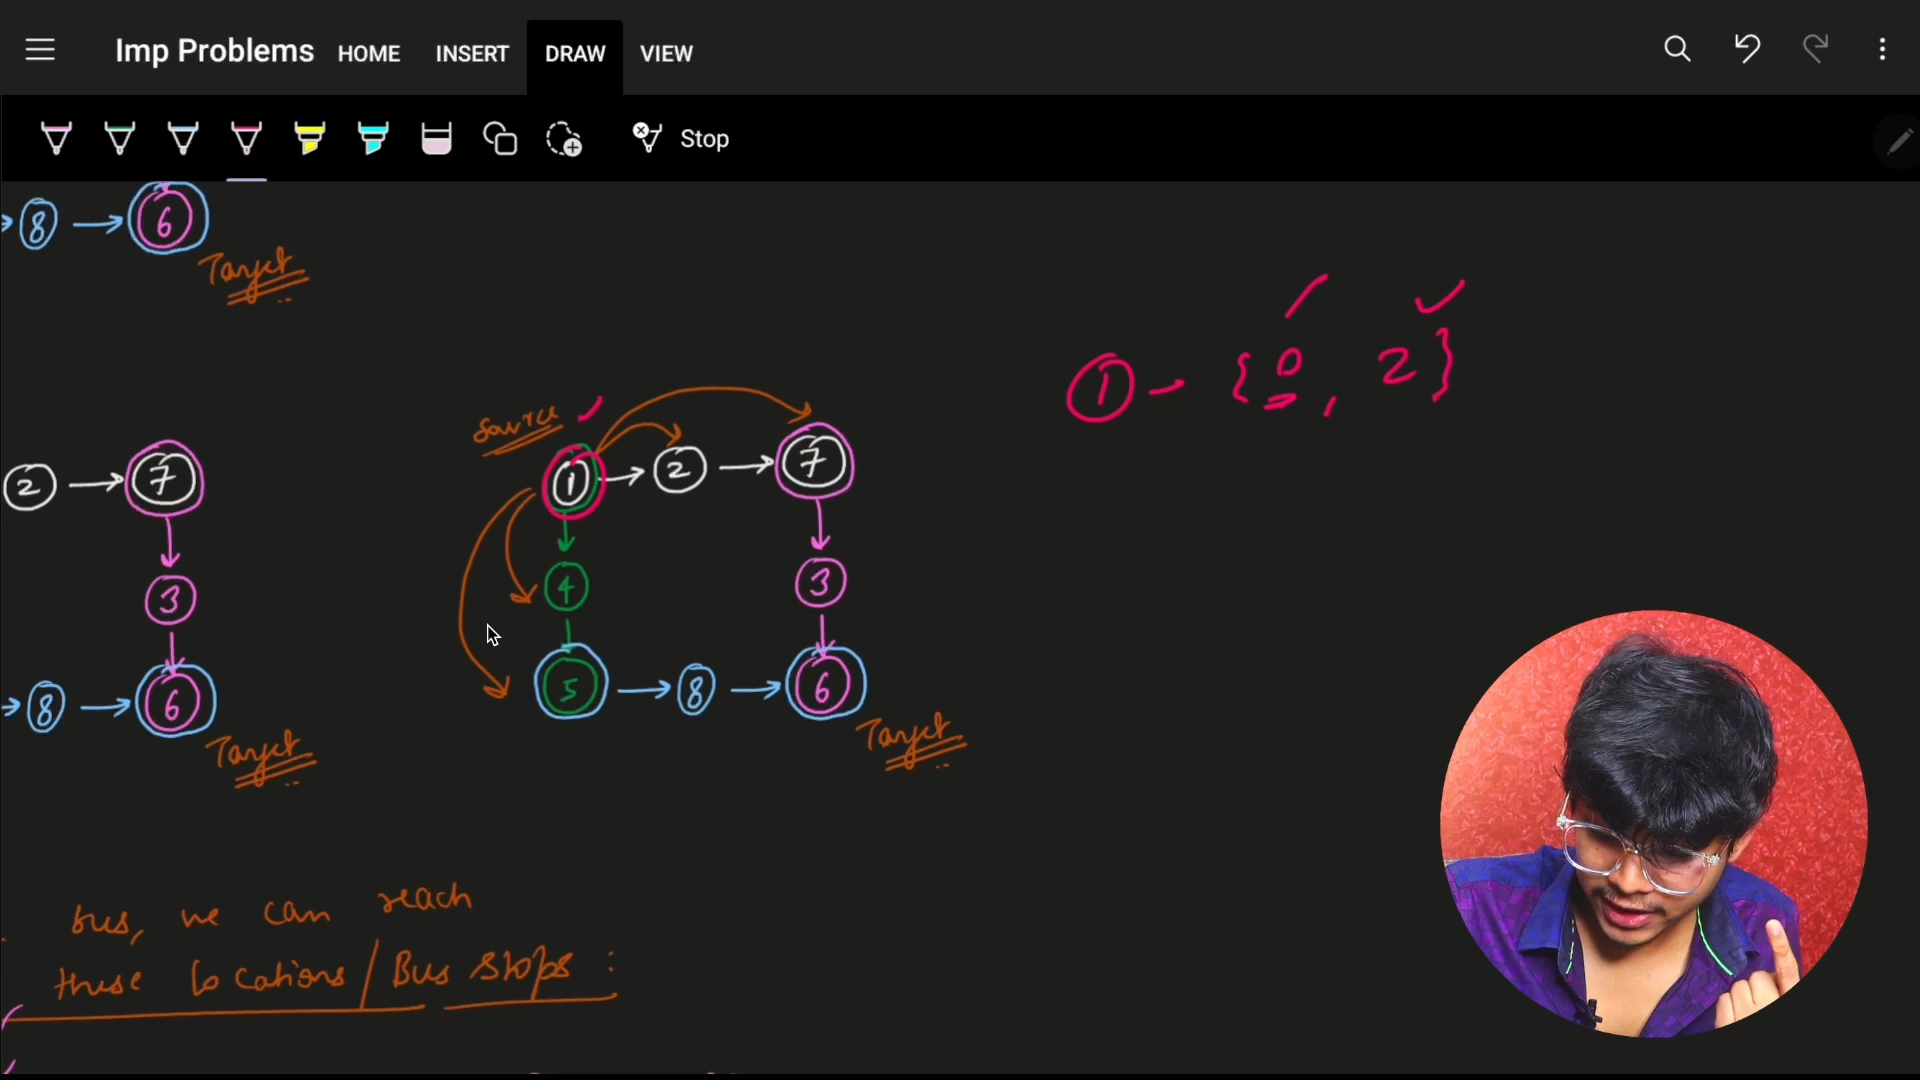 Imp Problems HOME INSERT DRAW VIEW
Stop
8 6
Target
1 → { 0, 2 }
Source
2 7
1 2 7
3
4 3
8 6
5 8 6
Target
Target
bus, we can reach
these locations / Bus stops :